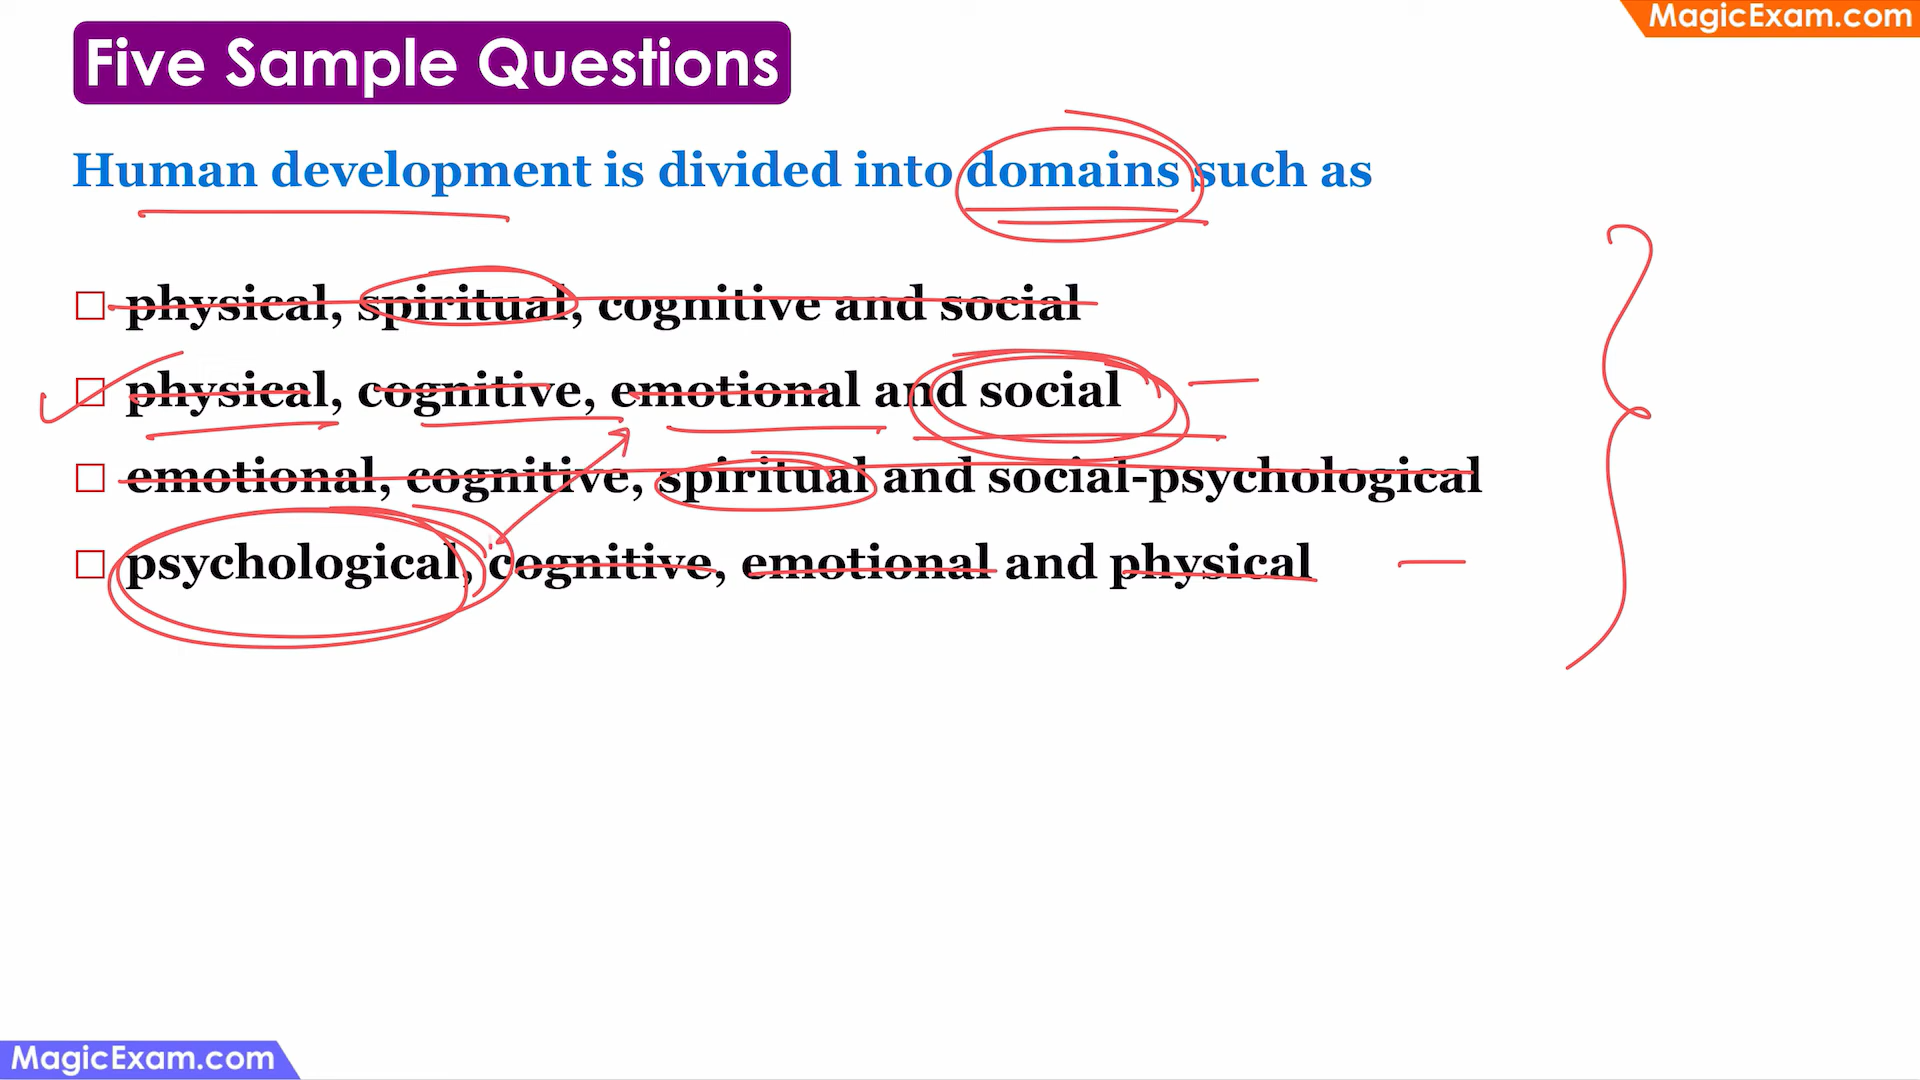 MagicExam.com
Five Sample Questions
Human development is divided into domains such as
physical, spiritual, cognitive and social
physical, cognitive, emotional and social
emotional, cognitive, spiritual and social-psychological
psychological, cognitive, emotional and physical
MagicExam.com